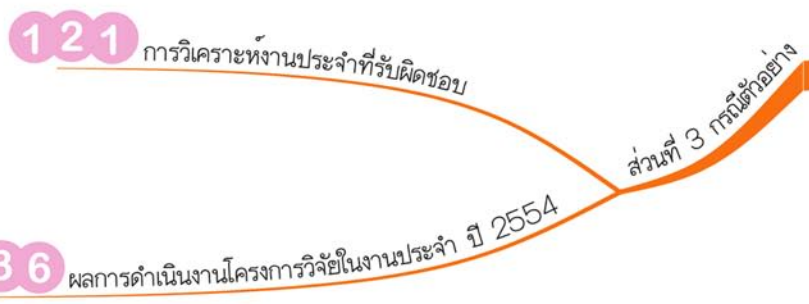 121 การวิเคราะห์งานประจำที่รับผิดชอบ
ส่วนที่ 3 กรณีตัวอย่าง
36 ผลการดำเนินงานโครงการวิจัยในงานประจำ ปี 2554